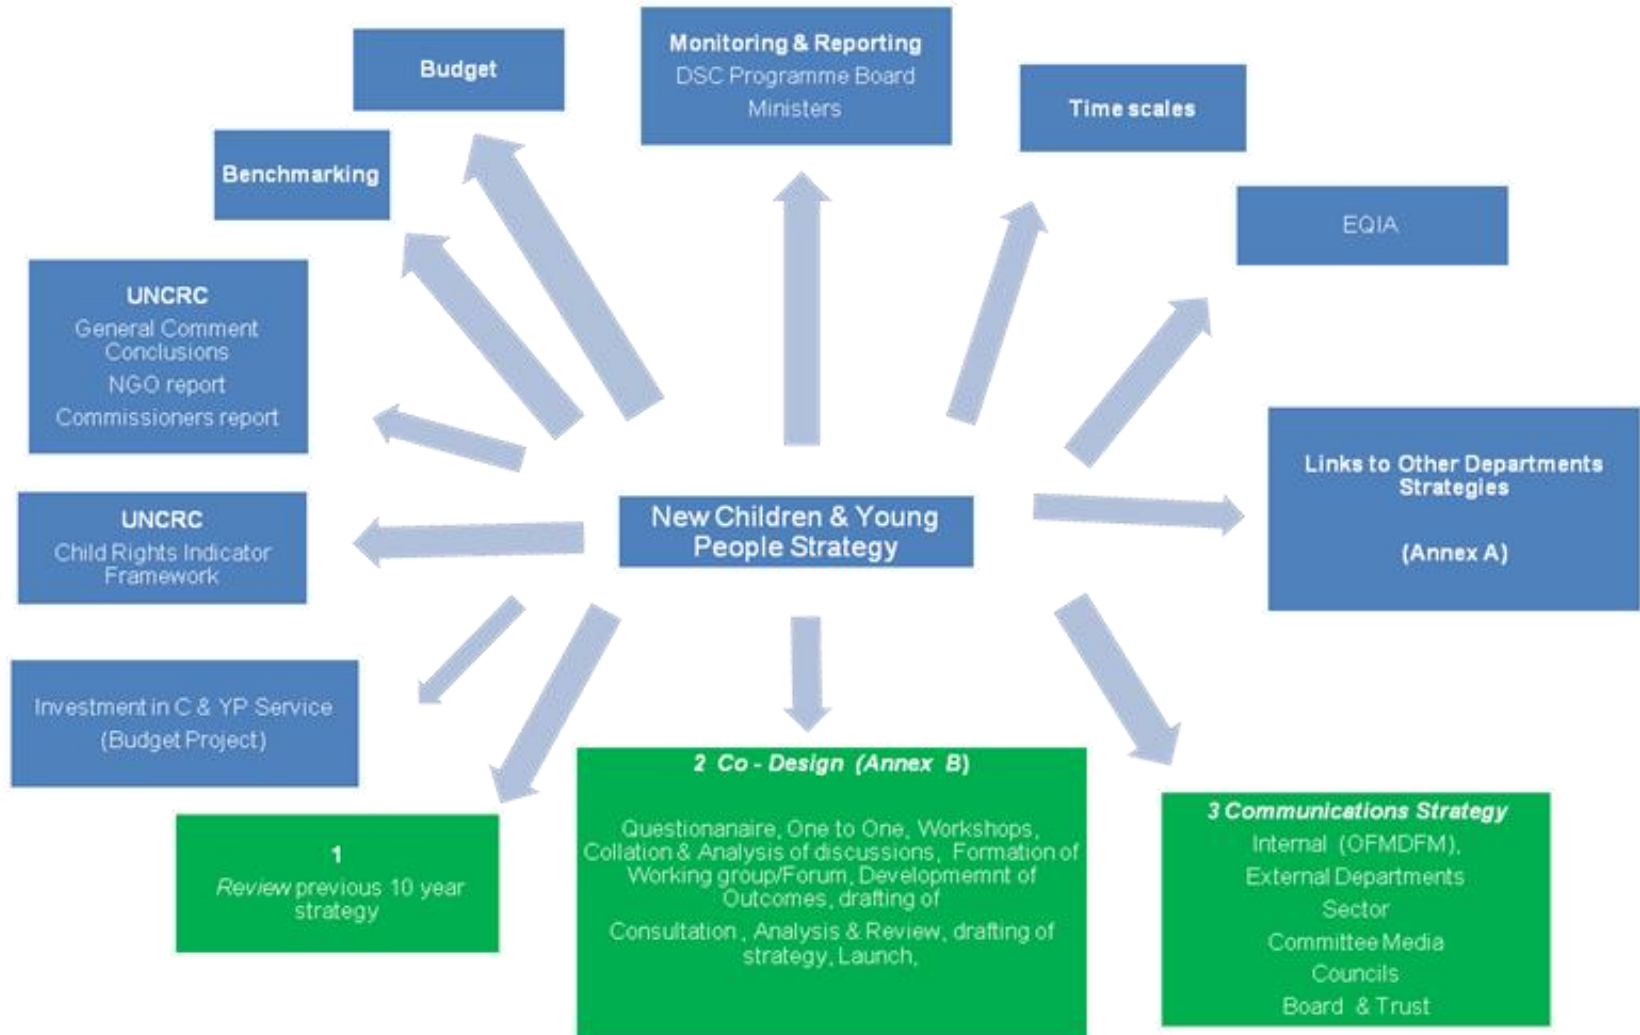 Budget
Monitoring & Reporting
DSC Programme Board
Ministers
Time scales
Benchmarking
EQIA
UNCRC
General Comment
Conclusions
NGO report
Commissioners report
Links to Other Departments
Strategies
(Annex A)
UNCRC
Child Rights Indicator
Framework
New Children & Young
People Strategy
Investment in C & YP Service
(Budget Project)
1
Review previous 10 year
strategy
2 Co - Design (Annex B)
Questionanaire, One to One, Workshops,
Collation & Analysis of discussions, Formation of
Working group/Forum, Developmemnt of
Outcomes, drafting of
Consultation , Analysis & Review, drafting of
strategy, Launch,
3 Communications Strategy
Internal (OFMDFM),
External Departments
Sector
Committee Media
Councils
Board & Trust